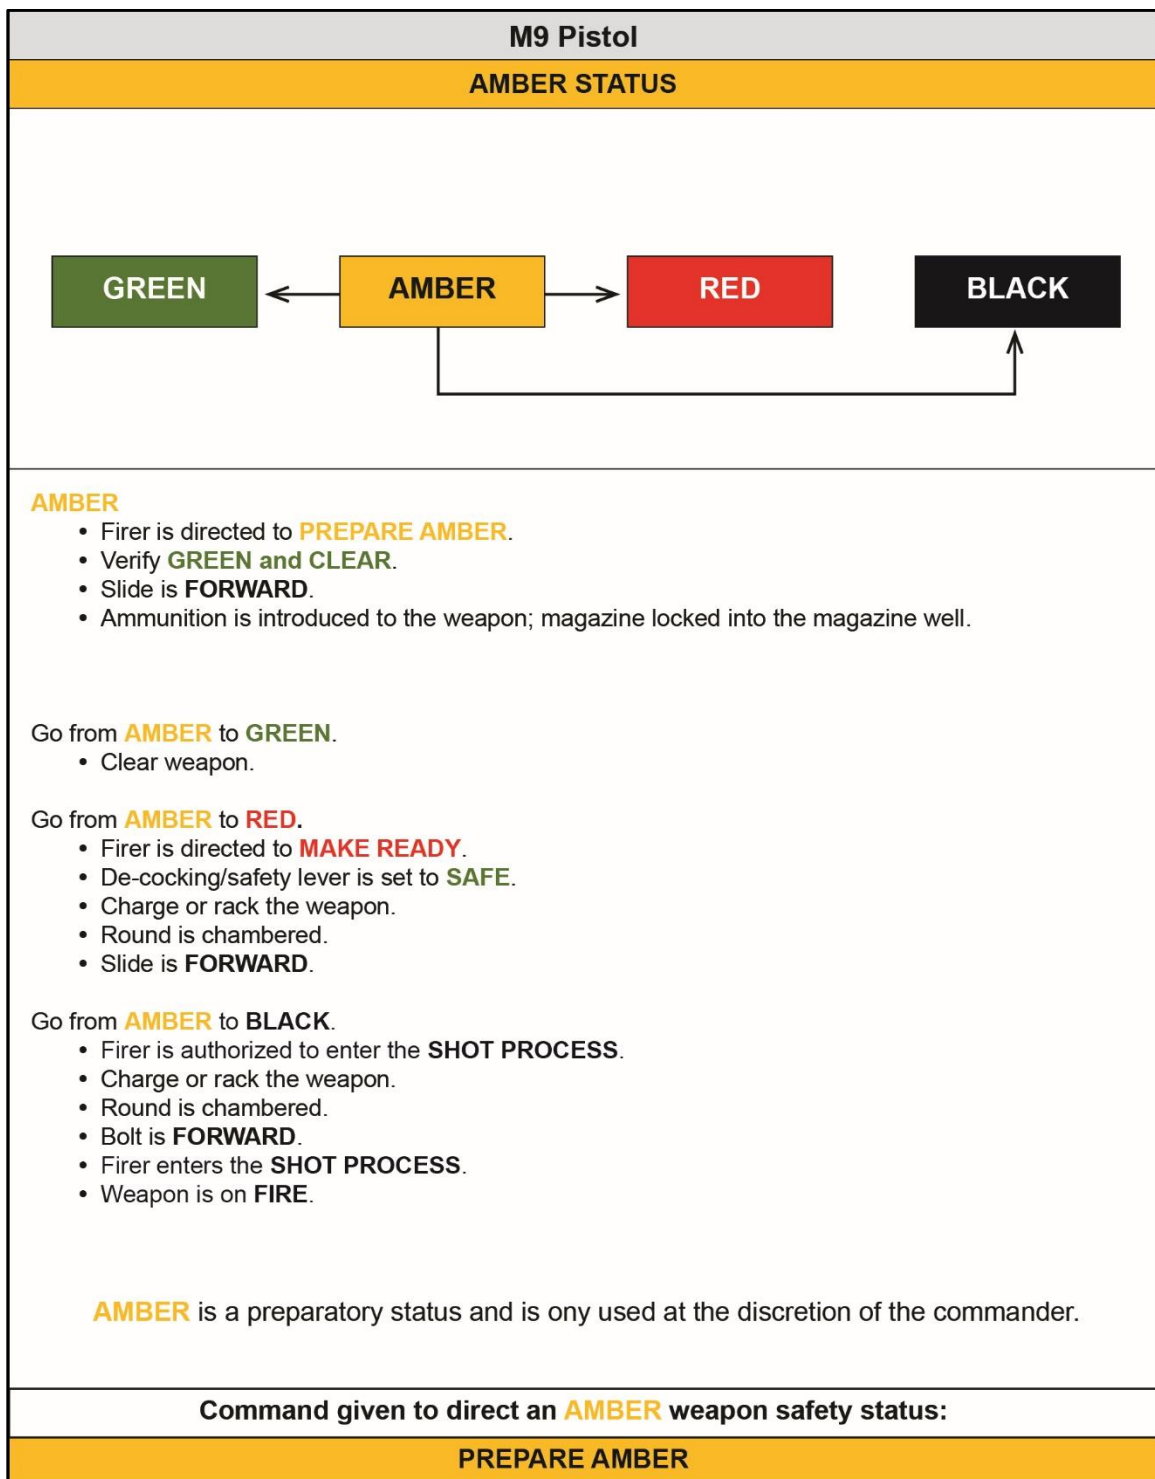 M9 Pistol
AMBER STATUS
GREEN
AMBER
RED
BLACK
AMBER
• Firer is directed to PREPARE AMBER.
• Verify GREEN and CLEAR.
• Slide is FORWARD.
• Ammunition is introduced to the weapon; magazine locked into the magazine well.
Go from AMBER to GREEN.
• Clear weapon.
Go from AMBER to RED.
• Firer is directed to MAKE READY.
• De-cocking/safety lever is set to SAFE.
• Charge or rack the weapon.
• Round is chambered.
• Slide is FORWARD.
Go from AMBER to BLACK.
• Firer is authorized to enter the SHOT PROCESS.
• Charge or rack the weapon.
• Round is chambered.
• Bolt is FORWARD.
• Firer enters the SHOT PROCESS.
• Weapon is on FIRE.
AMBER is a preparatory status and is ony used at the discretion of the commander.
Command given to direct an AMBER weapon safety status:
PREPARE AMBER